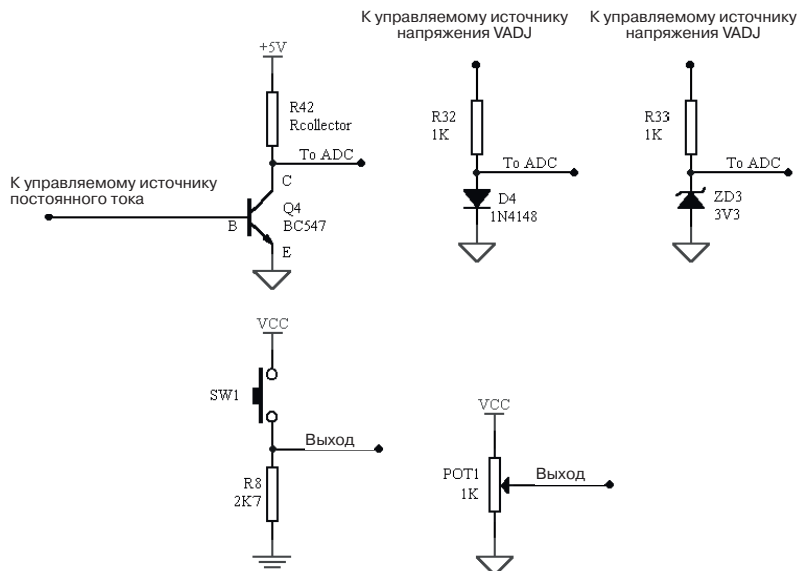 К управляемому источнику
напряжения VADJ
К управляемому источнику
напряжения VADJ
+5V
R42
Rcollector
To ADC
C
К управляемому источнику
постоянного тока
B
Q4
BC547
E
R32
1K
To ADC
D4
1N4148
R33
1K
To ADC
ZD3
3V3
VCC
SW1
Выход
R8
2K7
VCC
POT1
1K
Выход